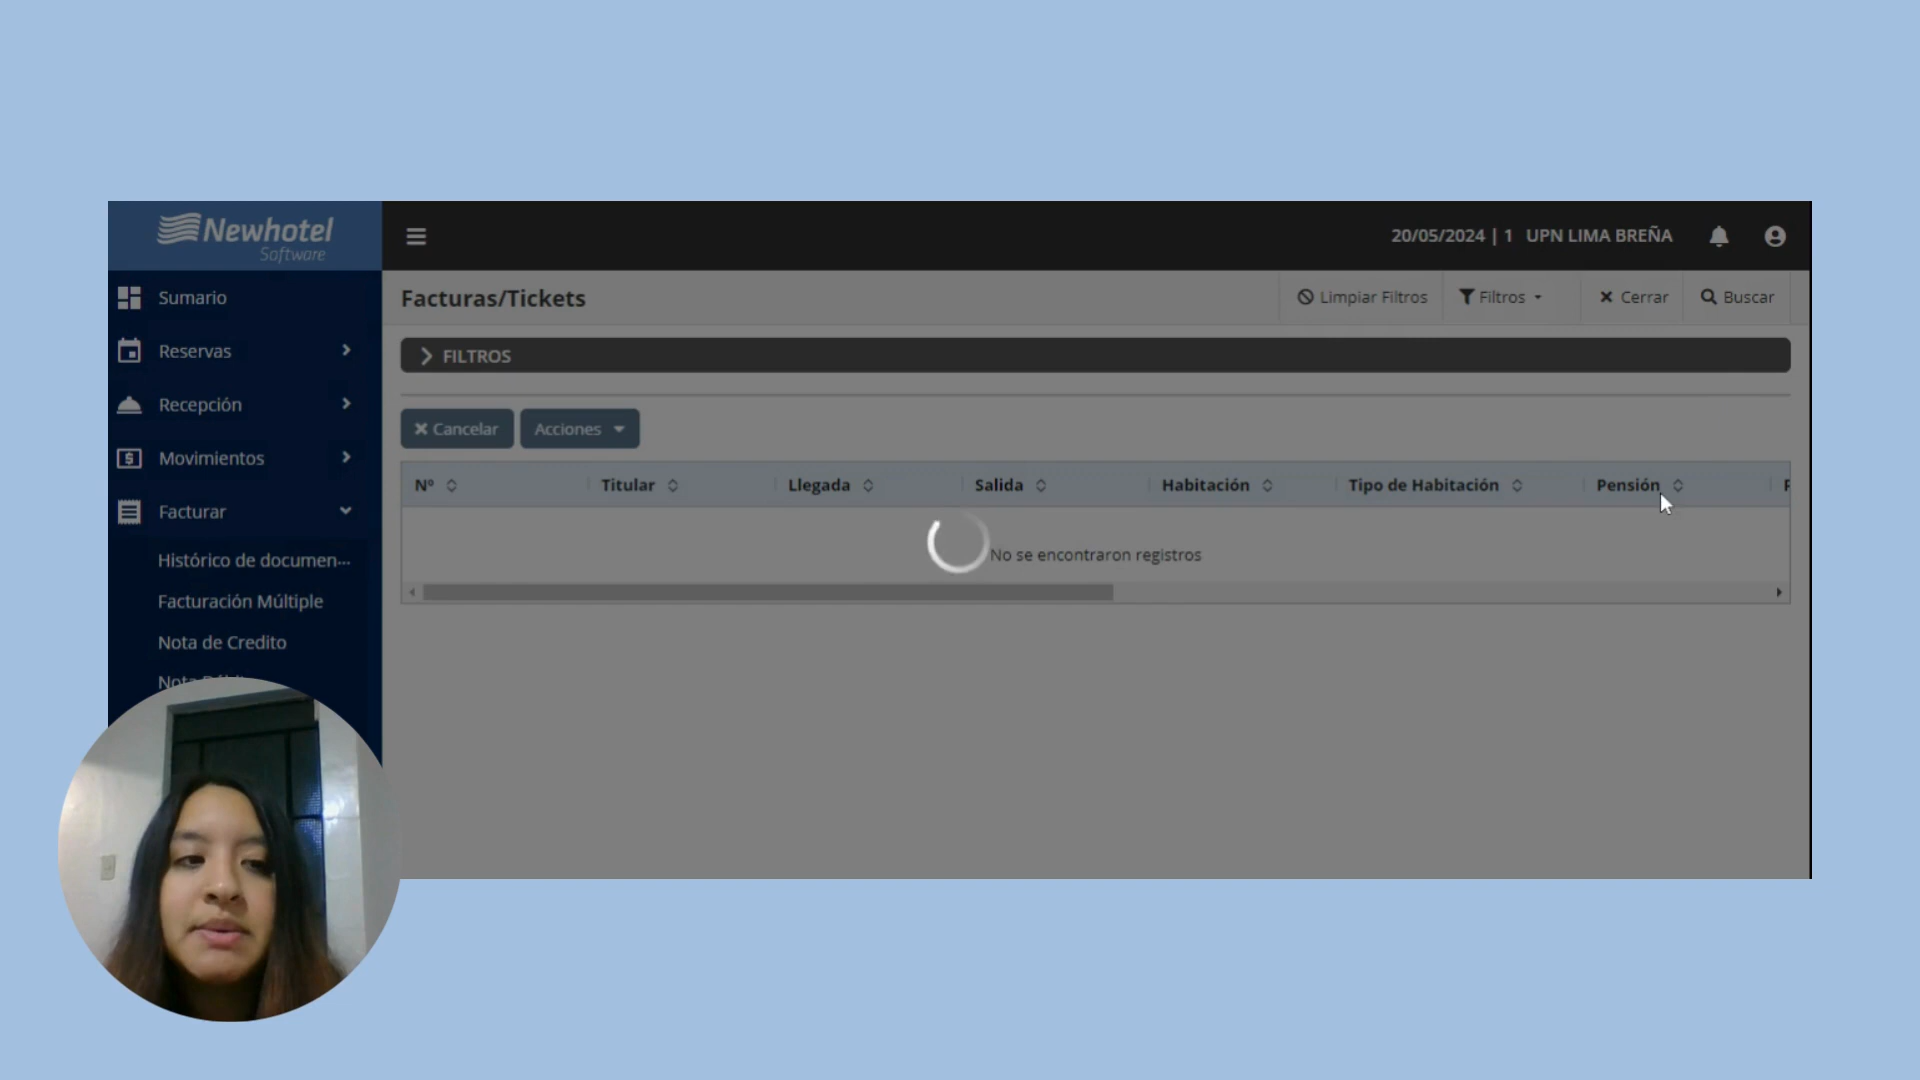 Newhotel
Software
20/05/2024 | 1 UPN LIMA BREÑA
Sumario
Reservas
Recepción
Movimientos
Facturar
Histórico de documen...
Facturación Múltiple
Nota de Credito
Nota
Facturas/Tickets
Limpiar Filtros
Filtros
Cerrar
Buscar
FILTROS
Cancelar
Acciones
Nº Titular Llegada Salida Habitación Tipo de Habitación Pensión
No se encontraron registros